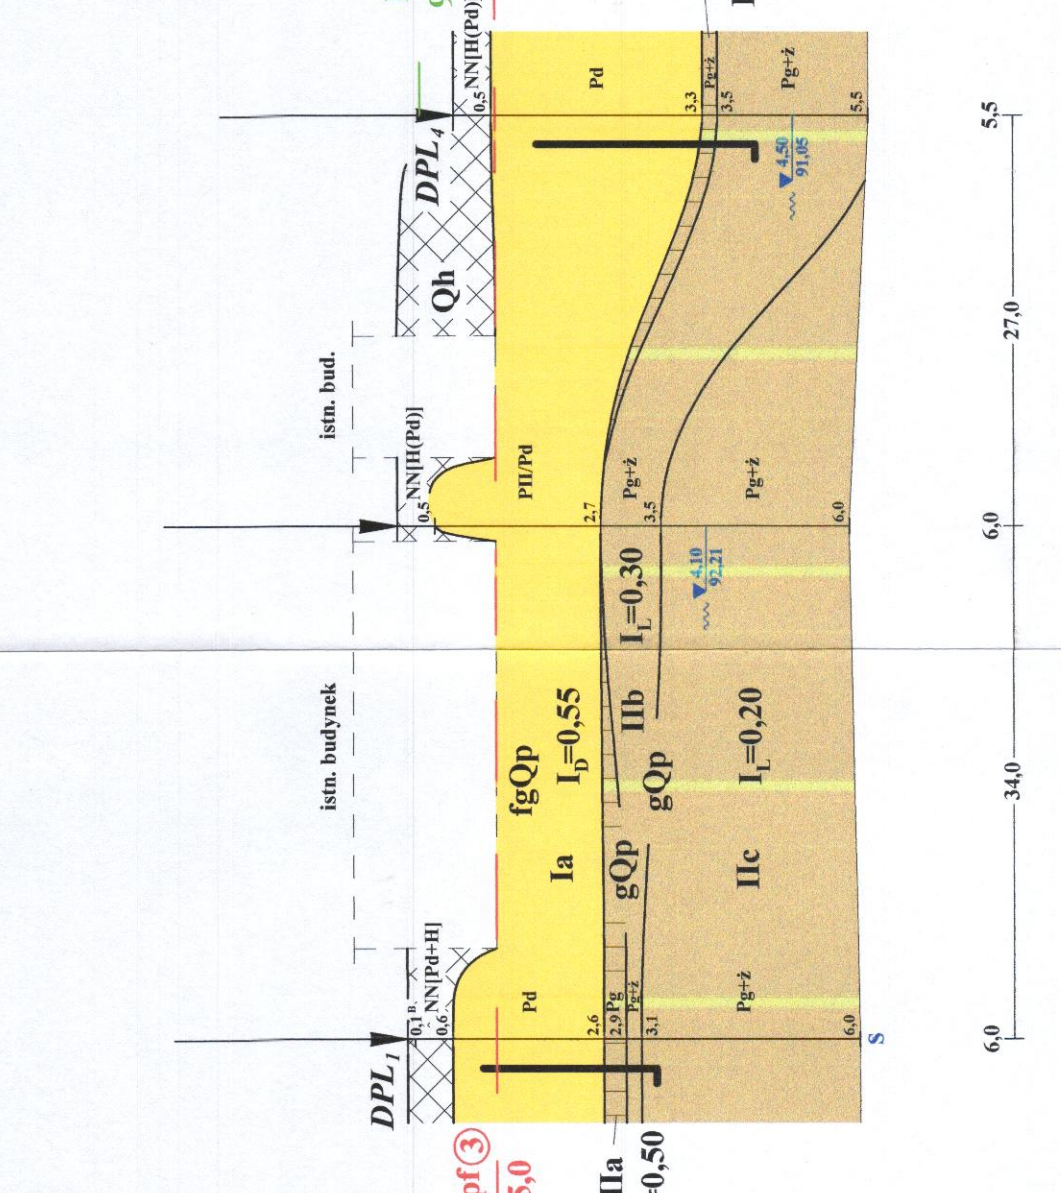 NN[H(Pd)]
0,5
DPL4
Qh
Pd
3,3
Pg+ż
3,5
Pg+ż
5,5
4,50
91,05
istn. bud.
NN[H(Pd)]
0,5
PΠ/Pd
2,7
Pg+ż
3,5
Pg+ż
6,0
4,10
92,21
istn. budynek
fgQp
ID=0,55
Ia
IL=0,30
IIb
gQp
gQp
IL=0,20
IIc
DPL1
0,1 B.
NN[Pd+H]
0,6
Pd
2,6
Pg
2,9
Pg+ż
3,1
Pg+ż
6,0
S
pf 3
5,0
IIa
=0,50
6,0
34,0
6,0
27,0
5,5